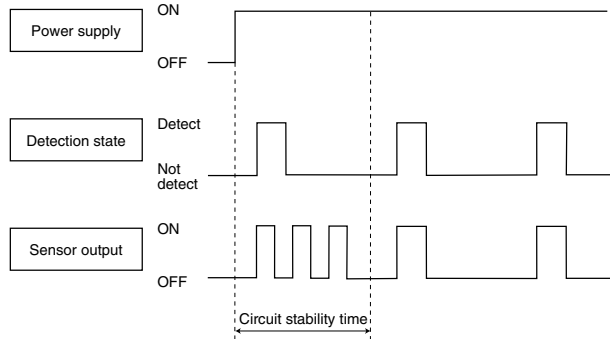 Power supply
ON
OFF
Detection state
Detect
Not
detect
Sensor output
ON
OFF
Circuit stability time